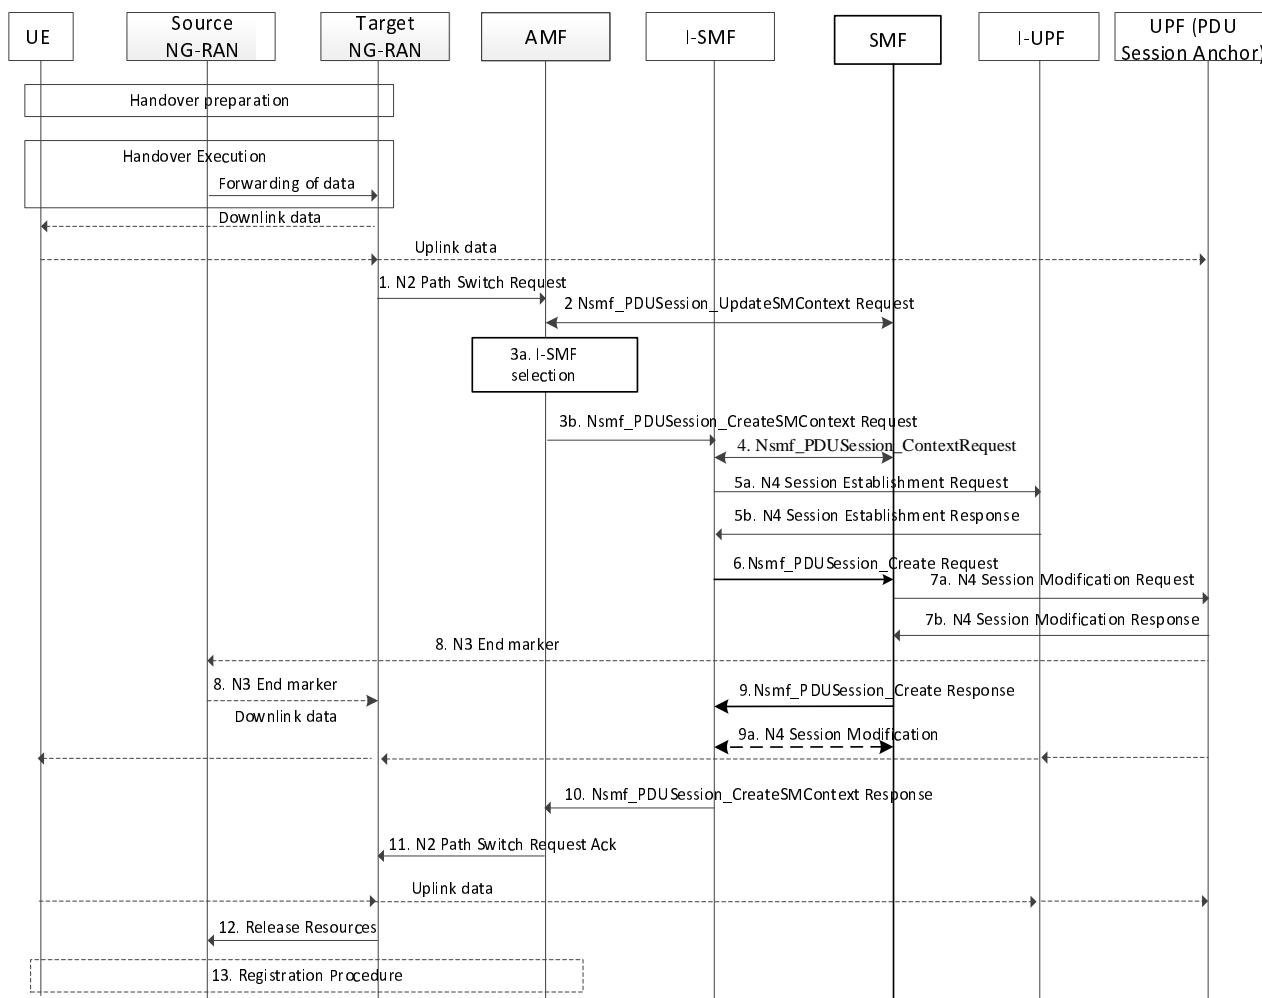 UE
Source
NG-RAN
Target
NG-RAN
AMF
I-SMF
SMF
I-UPF
UPF (PDU
Session Anchor)
Handover preparation
Handover Execution
Forwarding of data
Downlink data
Uplink data
1. N2 Path Switch Request
2 Nsmf_PDUSession_UpdateSMContext Request
3a. I-SMF
selection
3b. Nsmf_PDUSession_CreateSMContext Request
4. Nsmf_PDUSession_ContextRequest
5a. N4 Session Establishment Request
5b. N4 Session Establishment Response
6.Nsmf_PDUSession_Create Request
7a. N4 Session Modification Request
7b. N4 Session Modification Response
8. N3 End marker
8. N3 End marker
9.Nsmf_PDUSession_Create Response
Downlink data
9a. N4 Session Modification
10. Nsmf_PDUSession_CreateSMContext Response
11. N2 Path Switch Request Ack
Uplink data
12. Release Resources
13. Registration Procedure